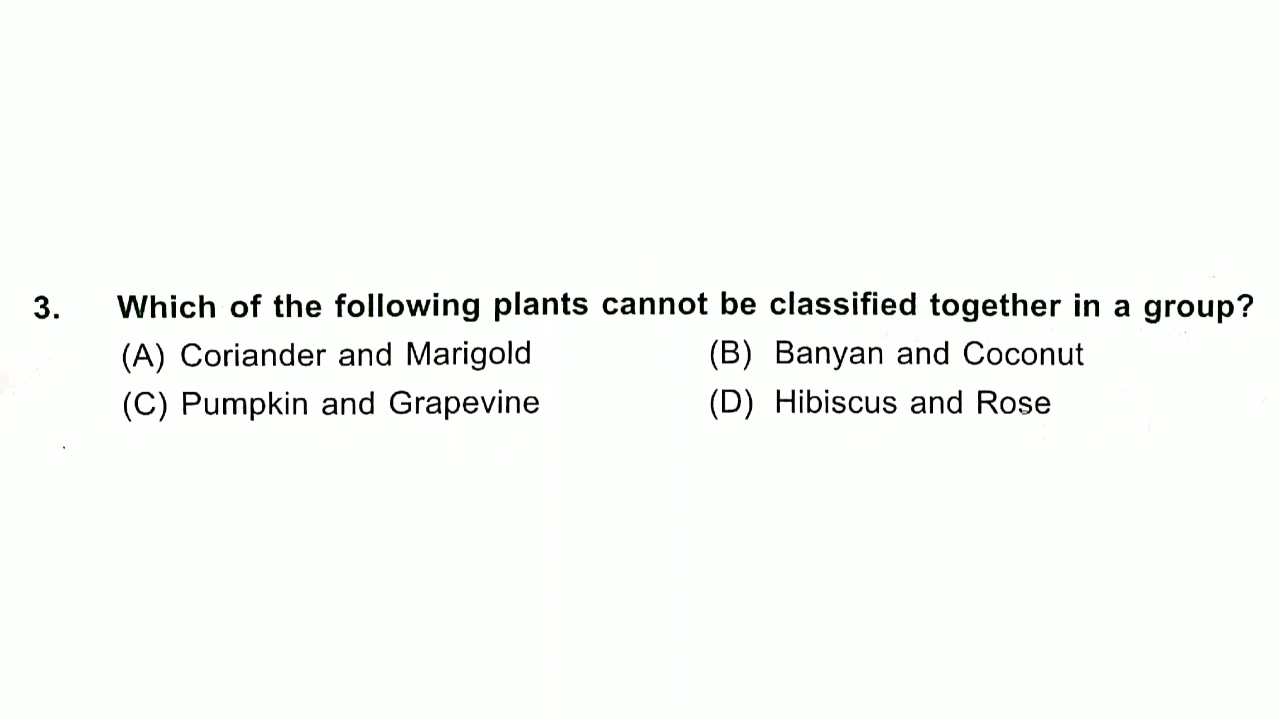 3. Which of the following plants cannot be classified together in a group?
(A) Coriander and Marigold (B) Banyan and Coconut
(C) Pumpkin and Grapevine (D) Hibiscus and Rose